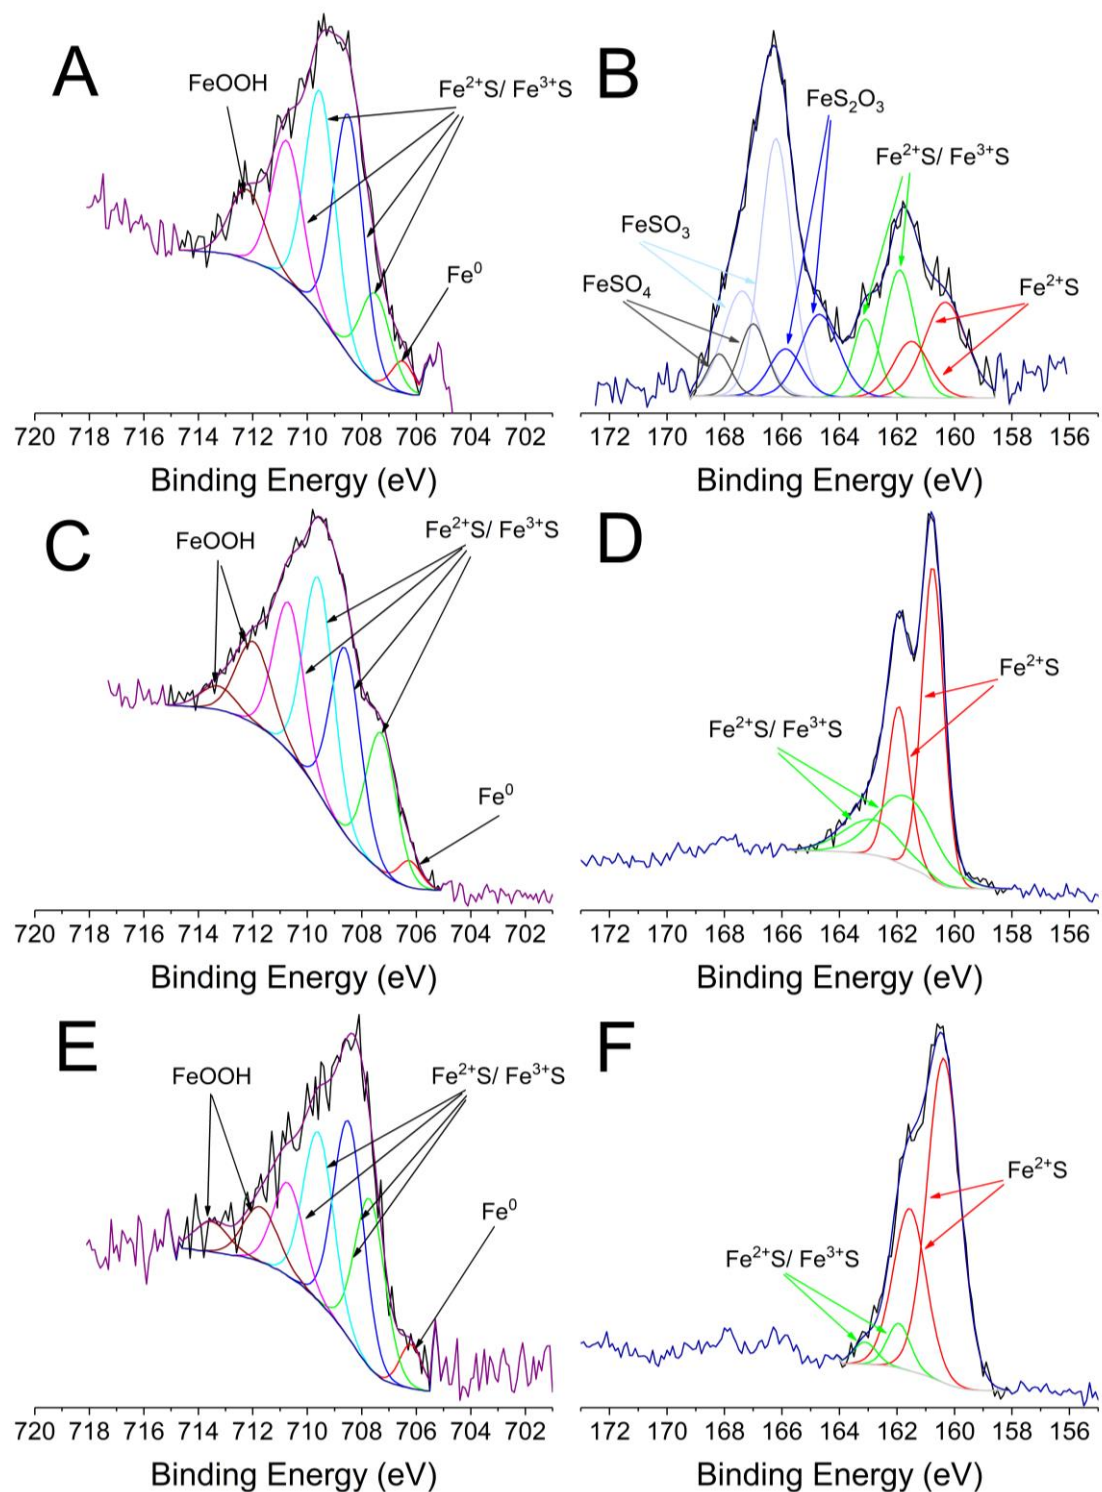 A
FeOOH
Fe²⁺S/ Fe³⁺S
Fe⁰
720 718 716 714 712 710 708 706 704 702
Binding Energy (eV)
B
FeS₂O₃
Fe²⁺S/ Fe³⁺S
FeSO₃
FeSO₄
Fe²⁺S
172 170 168 166 164 162 160 158 156
Binding Energy (eV)
C
FeOOH
Fe²⁺S/ Fe³⁺S
Fe⁰
720 718 716 714 712 710 708 706 704 702
Binding Energy (eV)
D
Fe²⁺S
Fe²⁺S/ Fe³⁺S
172 170 168 166 164 162 160 158 156
Binding Energy (eV)
E
FeOOH
Fe²⁺S/ Fe³⁺S
Fe⁰
720 718 716 714 712 710 708 706 704 702
Binding Energy (eV)
F
Fe²⁺S
Fe²⁺S/ Fe³⁺S
172 170 168 166 164 162 160 158 156
Binding Energy (eV)